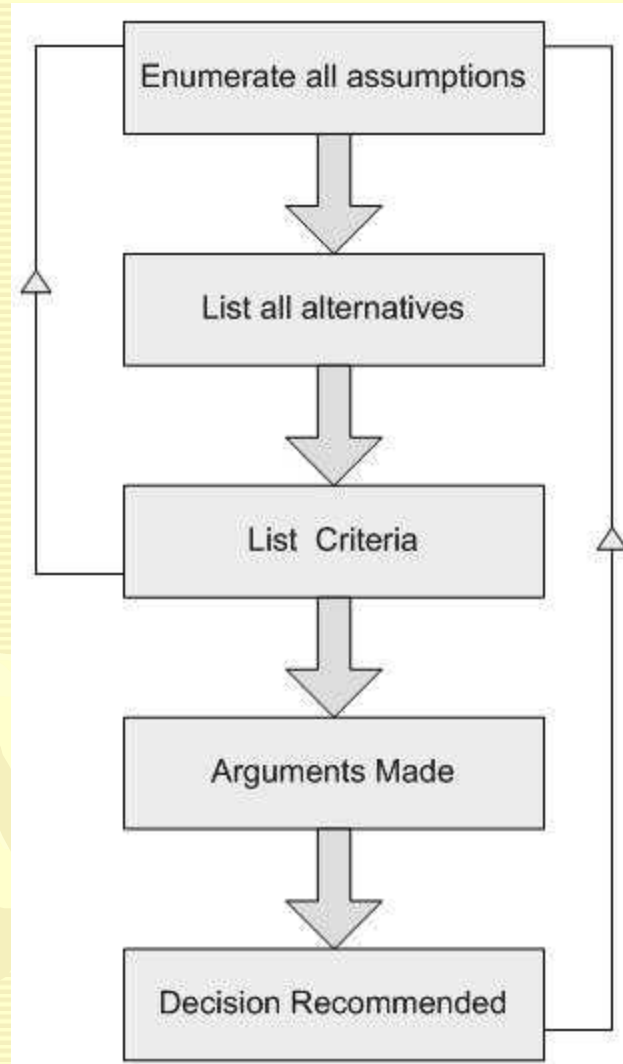 Enumerate all assumptions
List all alternatives
List Criteria
Arguments Made
Decision Recommended